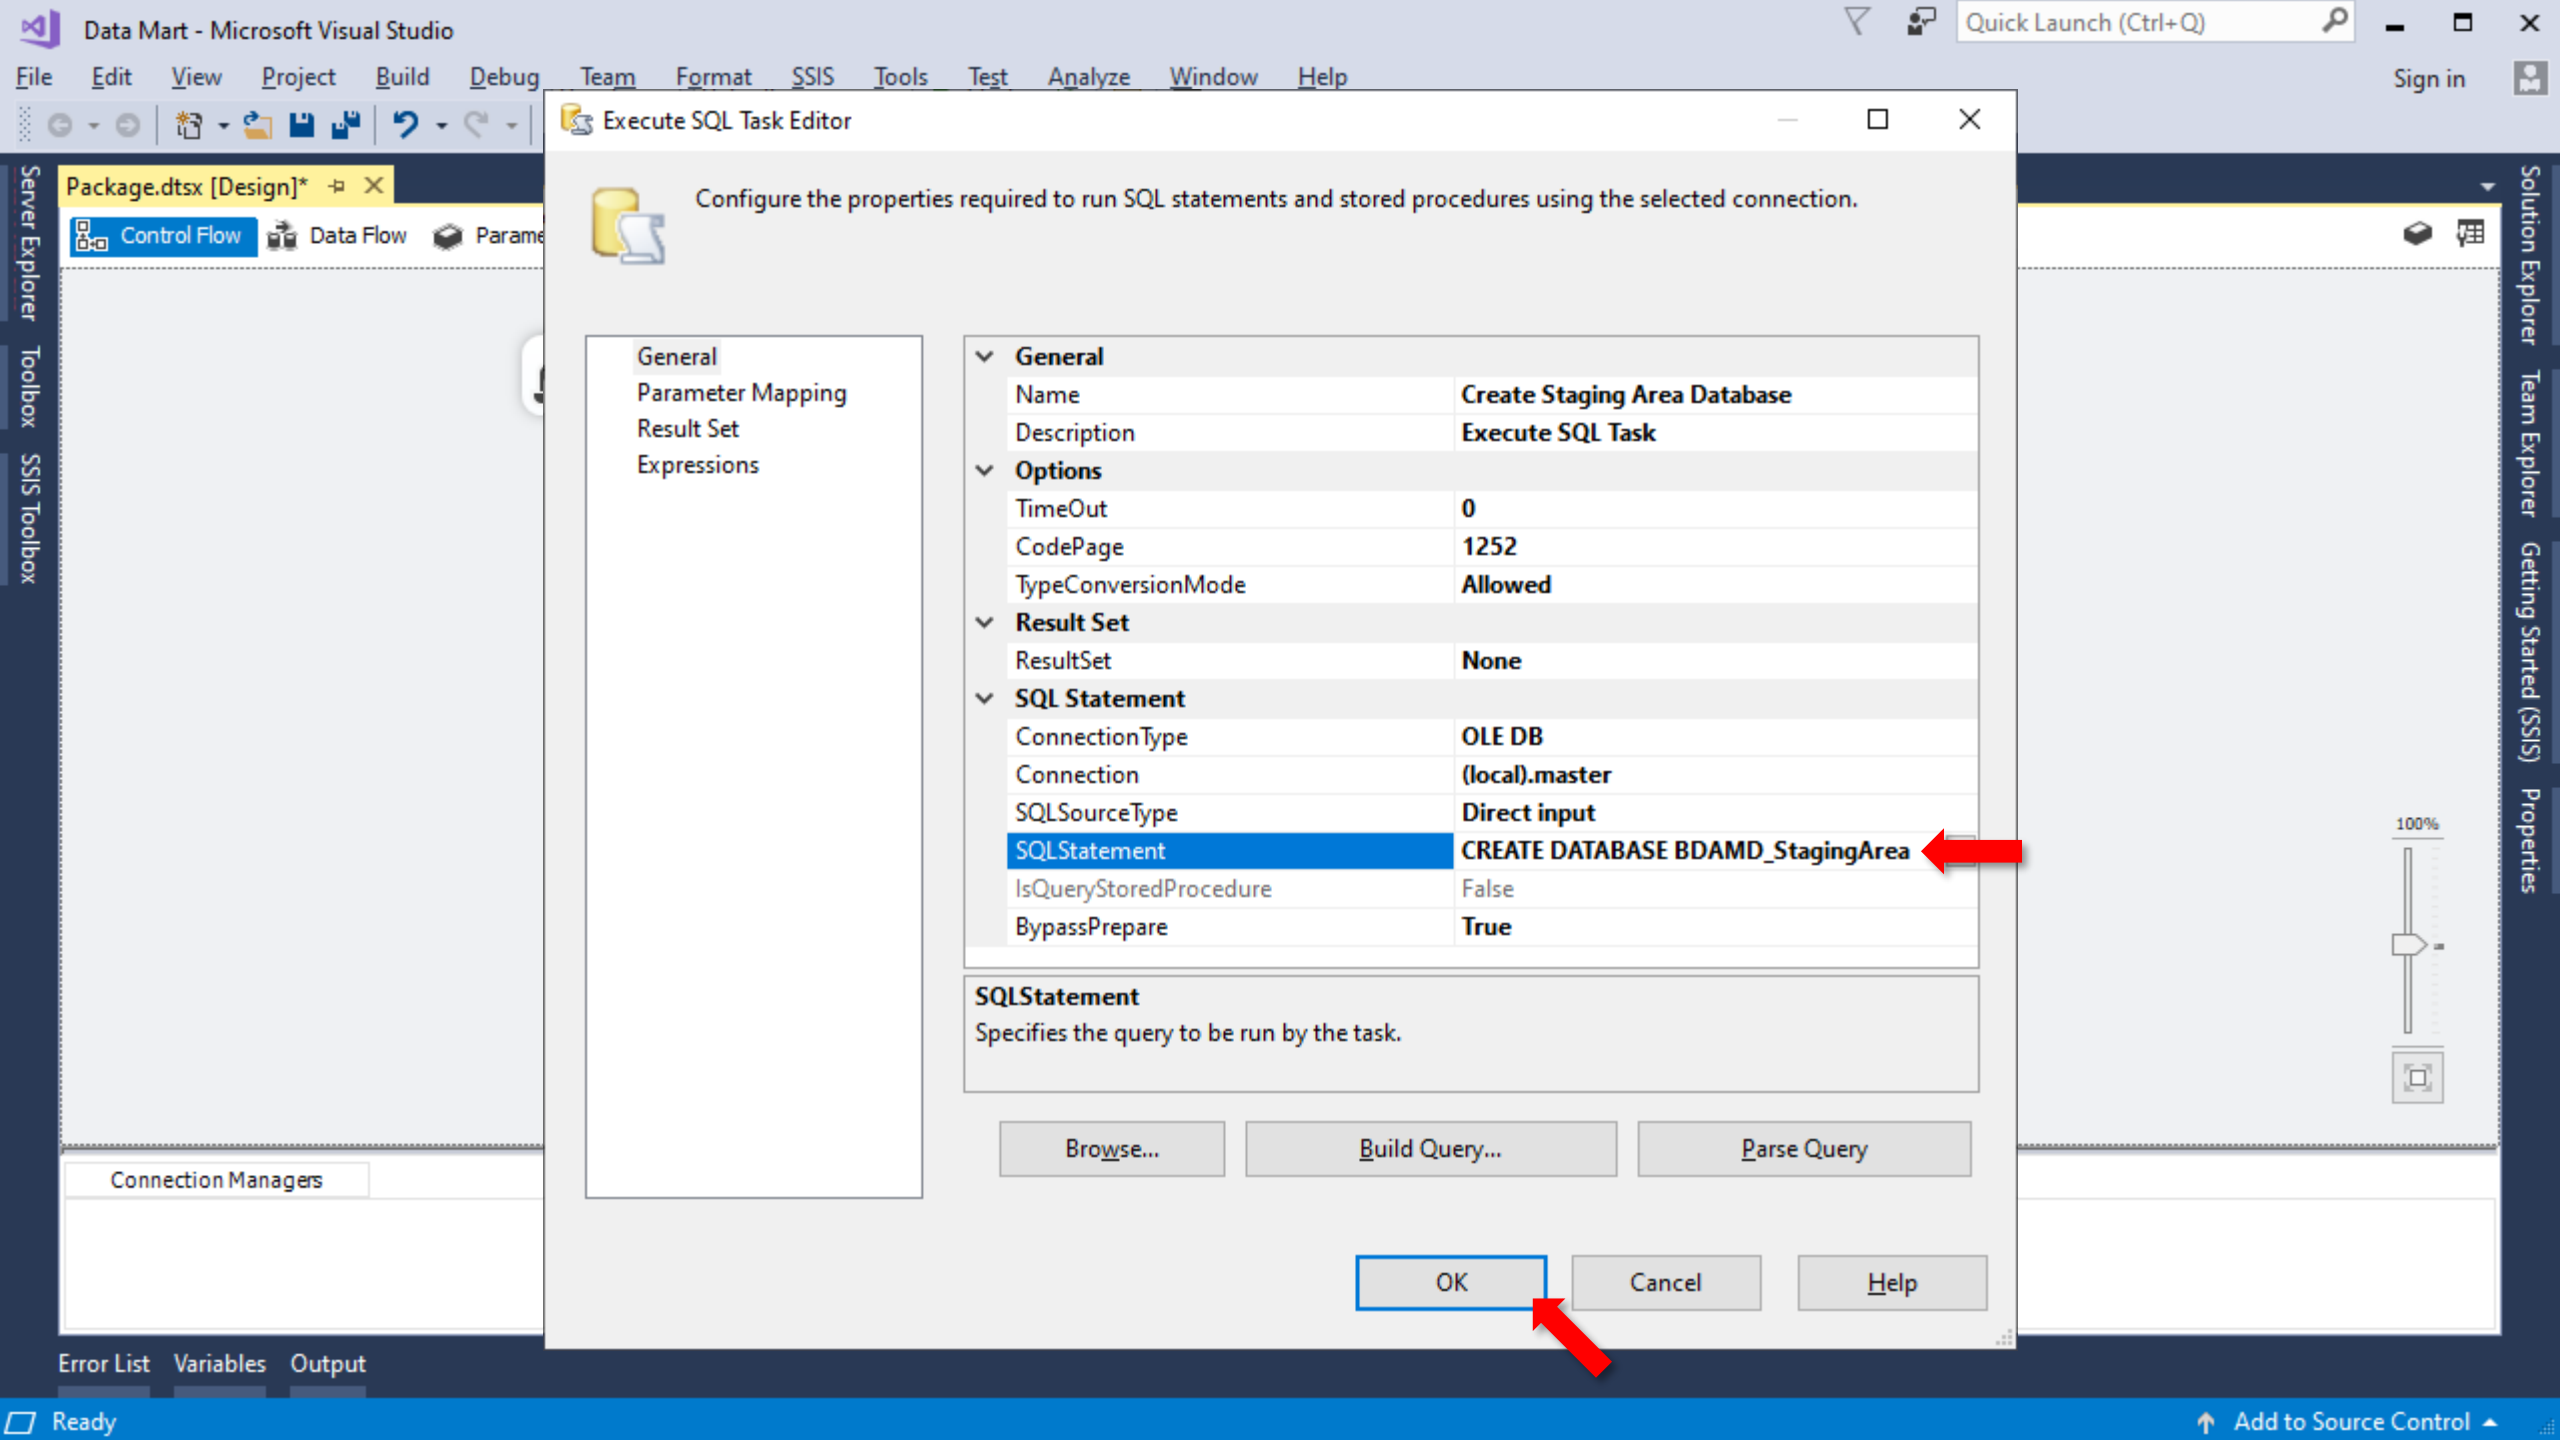 Data Mart - Microsoft Visual Studio
Quick Launch (Ctrl+Q)
File Edit View Project Build Debug Team Format SSIS Tools Test Analyze Window Help
Sign in
Execute SQL Task Editor
Package.dtsx [Design]*
Control Flow Data Flow Parame
Configure the properties required to run SQL statements and stored procedures using the selected connection.
Server Explorer
Toolbox
SSIS Toolbox
General
Parameter Mapping
Result Set
Expressions
General
Name Create Staging Area Database
Description Execute SQL Task
Options
TimeOut 0
CodePage 1252
TypeConversionMode Allowed
Result Set
ResultSet None
SQL Statement
ConnectionType OLE DB
Connection (local).master
SQLSourceType Direct input
SQLStatement CREATE DATABASE BDAMD_StagingArea
IsQueryStoredProcedure False
BypassPrepare True
SQLStatement
Specifies the query to be run by the task.
Browse... Build Query... Parse Query
OK Cancel Help
100%
Solution Explorer
Team Explorer
Getting Started (SSIS)
Properties
Connection Managers
Error List Variables Output
Ready
Add to Source Control